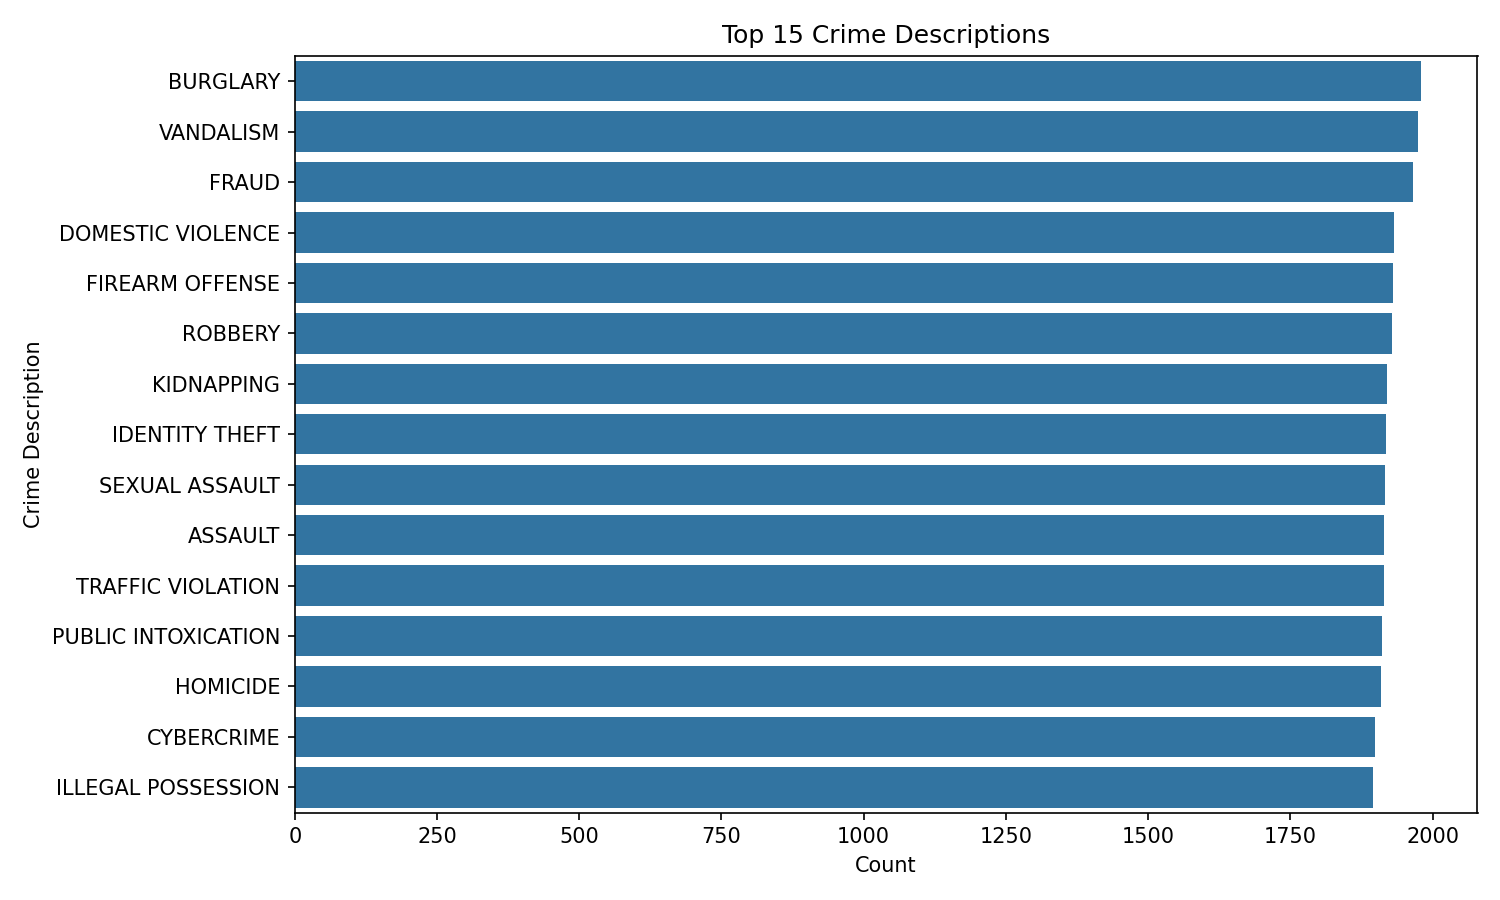 Top 15 Crime Descriptions
BURGLARY
VANDALISM
FRAUD
DOMESTIC VIOLENCE
FIREARM OFFENSE
ROBBERY
KIDNAPPING
IDENTITY THEFT
SEXUAL ASSAULT
ASSAULT
TRAFFIC VIOLATION
PUBLIC INTOXICATION
HOMICIDE
CYBERCRIME
ILLEGAL POSSESSION
Crime Description
0 250 500 750 1000 1250 1500 1750 2000
Count